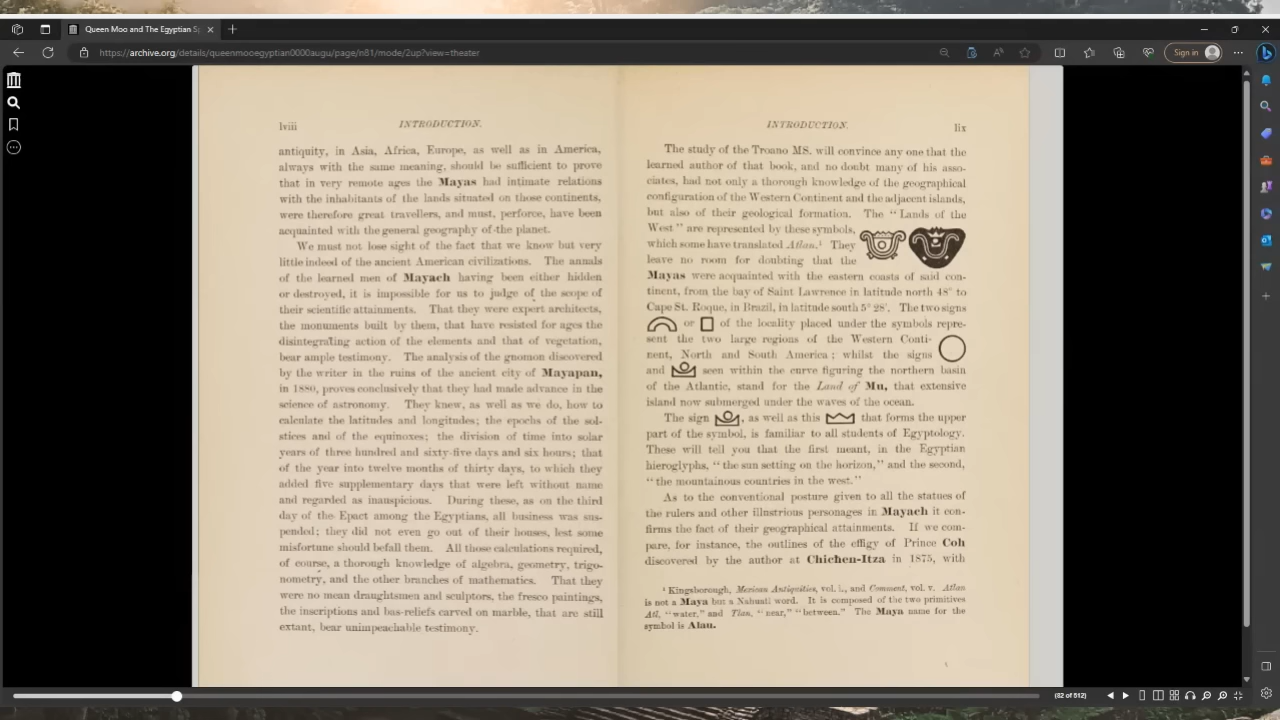 Queen Moo and The Egyptian S
https://archive.org/details/queenmooegyptian0000augu/page/n81/mode/2up?view=theater
Sign in
lviii
INTRODUCTION.
antiquity, in Asia, Africa, Europe, as well as in America,
always with the same meaning, should be sufficient to prove
that in very remote ages the Mayas had intimate relations
with the inhabitants of the lands situated on those continents,
were therefore great travellers, and must, perforce, have been
acquainted with the general geography of the planet.
We must not lose sight of the fact that we know but very
little indeed of the ancient American civilizations. The annals
of the learned men of Mayach having been either hidden
or destroyed, it is impossible for us to judge of the scope of
their scientific attainments. That they were expert architects,
the monuments built by them, that have resisted for ages the
disintegrating action of the elements and that of vegetation,
bear ample testimony. The analysis of the gnomon discovered
by the writer in the ruins of the ancient city of Mayapan,
in 1880, proves conclusively that they had made advance in the
science of astronomy. They knew, as well as we do, how to
calculate the latitudes and longitudes; the epochs of the sol-
stices and of the equinoxes; the division of time into solar
years of three hundred and sixty-five days and six hours; that
of the year into twelve months of thirty days, to which they
added five supplementary days that were left without name
and regarded as inauspicious. During these, as on the third
day of the Epact among the Egyptians, all business was sus-
pended; they did not even go out of their houses, lest some
misfortune should befall them. All those calculations required,
of course, a thorough knowledge of algebra, geometry, trigo-
nometry, and the other branches of mathematics. That they
were no mean draughtsmen and sculptors, the fresco paintings,
the inscriptions and bas-reliefs carved on marble, that are still
extant, bear unimpeachable testimony.
INTRODUCTION.
lix
The study of the Troano MS. will convince any one that the
learned author of that book, and no doubt many of his asso-
ciates, had not only a thorough knowledge of the geographical
configuration of the Western Continent and the adjacent islands,
but also of their geological formation. The "Lands of the
West" are represented by these symbols,
which some have translated Atlan.¹ They
leave no room for doubting that the
Mayas were acquainted with the eastern coasts of said con-
tinent, from the bay of Saint Lawrence in latitude north 48° to
Cape St. Roque, in Brazil, in latitude south 5° 28'. The two signs
or of the locality placed under the symbols repre-
sent the two large regions of the Western Conti-
nent, North and South America; whilst the signs
and seen within the curve figuring the northern basin
of the Atlantic, stand for the Land of Mu, that extensive
island now submerged under the waves of the ocean.
The sign , as well as this that forms the upper
part of the symbol, is familiar to all students of Egyptology.
These will tell you that the first meant, in the Egyptian
hieroglyphs, "the sun setting on the horizon," and the second,
"the mountainous countries in the west."
As to the conventional posture given to all the statues of
the rulers and other illustrious personages in Mayach it con-
firms the fact of their geographical attainments. If we com-
pare, for instance, the outlines of the effigy of Prince Coh
discovered by the author at Chichen-Itza in 1875, with
¹ Kingsborough, Mexican Antiquities, vol. i., and Comment, vol. v. Atlan
is not a Maya but a Nahuatl word. It is composed of the two primitives
Atl, "water," and Tlan, "near," "between." The Maya name for the
symbol is Alau.
(82 of 512)